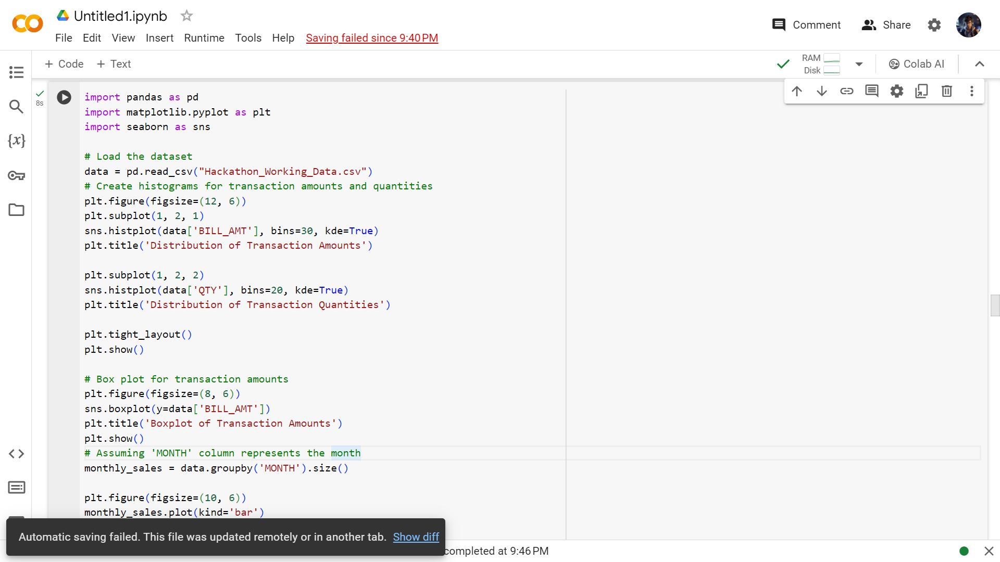 Untitled1.ipynb
File Edit View Insert Runtime Tools Help Saving failed since 9:40 PM
Comment Share
+ Code + Text
RAM
Disk
Colab AI
8s
{x}
import pandas as pd
import matplotlib.pyplot as plt
import seaborn as sns
# Load the dataset
data = pd.read_csv("Hackathon_Working_Data.csv")
# Create histograms for transaction amounts and quantities
plt.figure(figsize=(12, 6))
plt.subplot(1, 2, 1)
sns.histplot(data['BILL_AMT'], bins=30, kde=True)
plt.title('Distribution of Transaction Amounts')
plt.subplot(1, 2, 2)
sns.histplot(data['QTY'], bins=20, kde=True)
plt.title('Distribution of Transaction Quantities')
plt.tight_layout()
plt.show()
# Box plot for transaction amounts
plt.figure(figsize=(8, 6))
sns.boxplot(y=data['BILL_AMT'])
plt.title('Boxplot of Transaction Amounts')
plt.show()
# Assuming 'MONTH' column represents the month
monthly_sales = data.groupby('MONTH').size()
plt.figure(figsize=(10, 6))
monthly_sales.plot(kind='bar')
Automatic saving failed. This file was updated remotely or in another tab. Show diff
completed at 9:46 PM